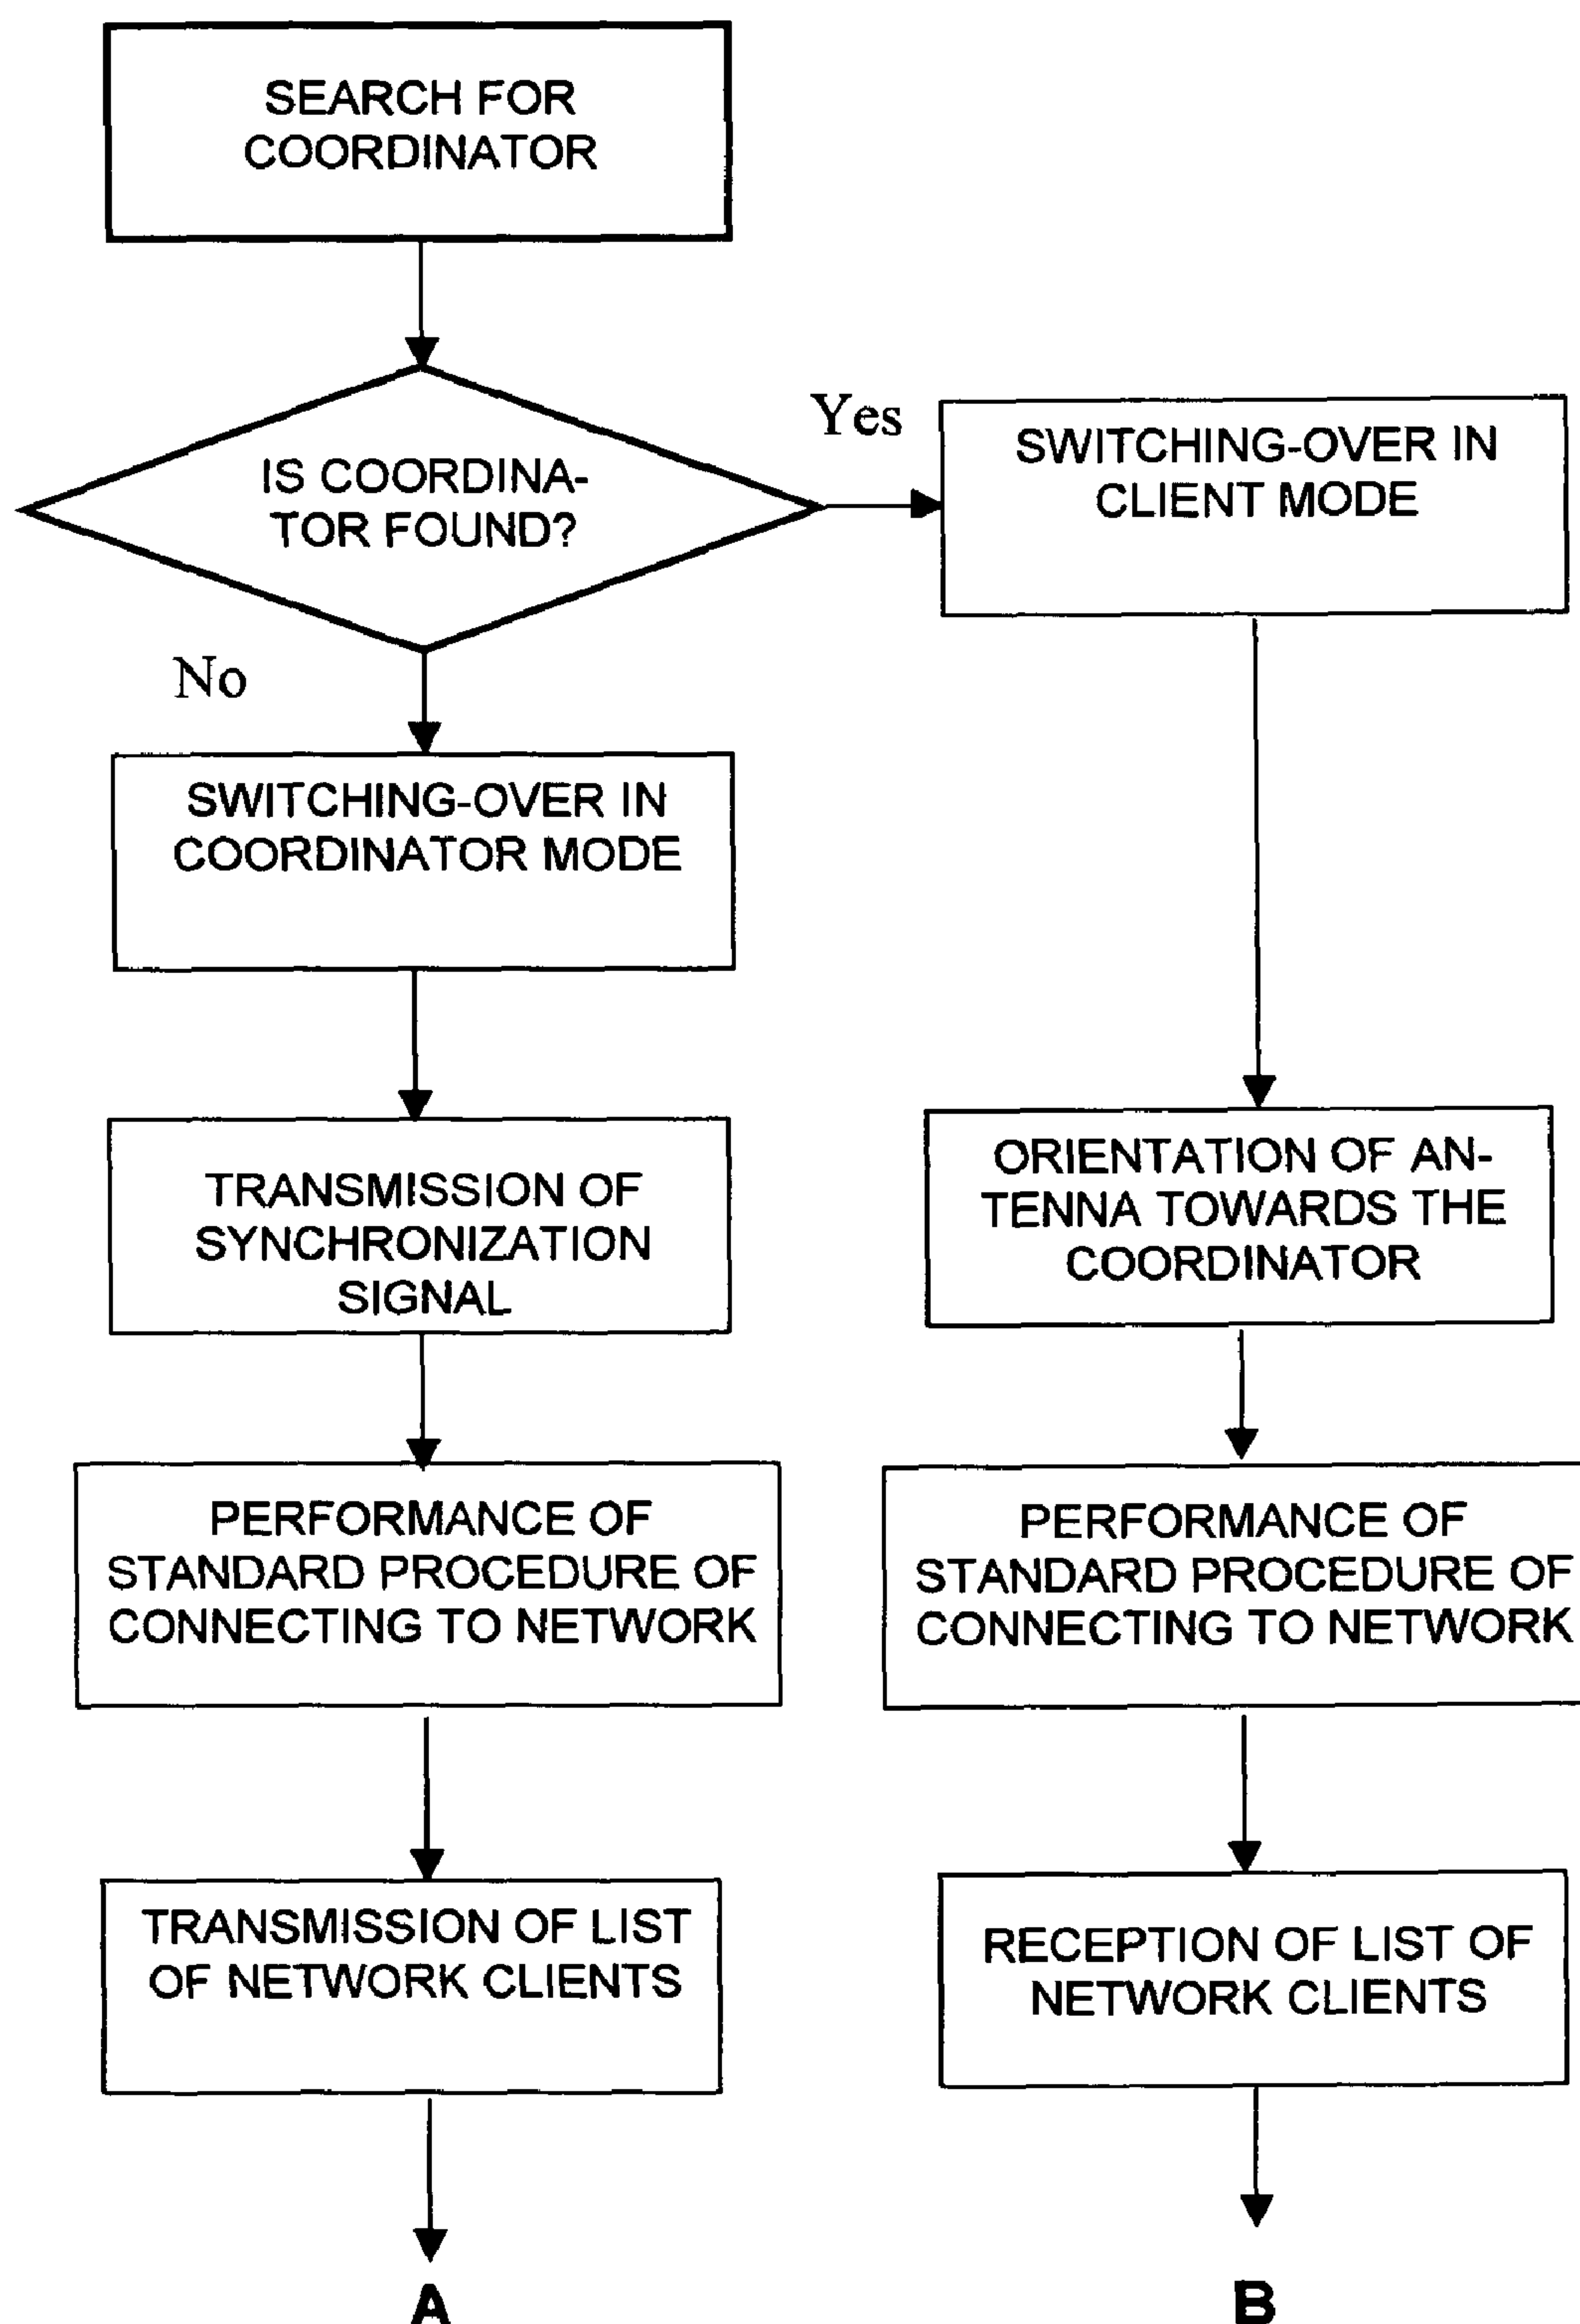 SEARCH FOR
COORDINATOR
IS COORDINA-
TOR FOUND?
Yes
SWITCHING-OVER IN
CLIENT MODE
No
SWITCHING-OVER IN
COORDINATOR MODE
TRANSMISSION OF
SYNCHRONIZATION
SIGNAL
ORIENTATION OF AN-
TENNA TOWARDS THE
COORDINATOR
PERFORMANCE OF
STANDARD PROCEDURE OF
CONNECTING TO NETWORK
PERFORMANCE OF
STANDARD PROCEDURE OF
CONNECTING TO NETWORK
TRANSMISSION OF LIST
OF NETWORK CLIENTS
RECEPTION OF LIST OF
NETWORK CLIENTS
A
B